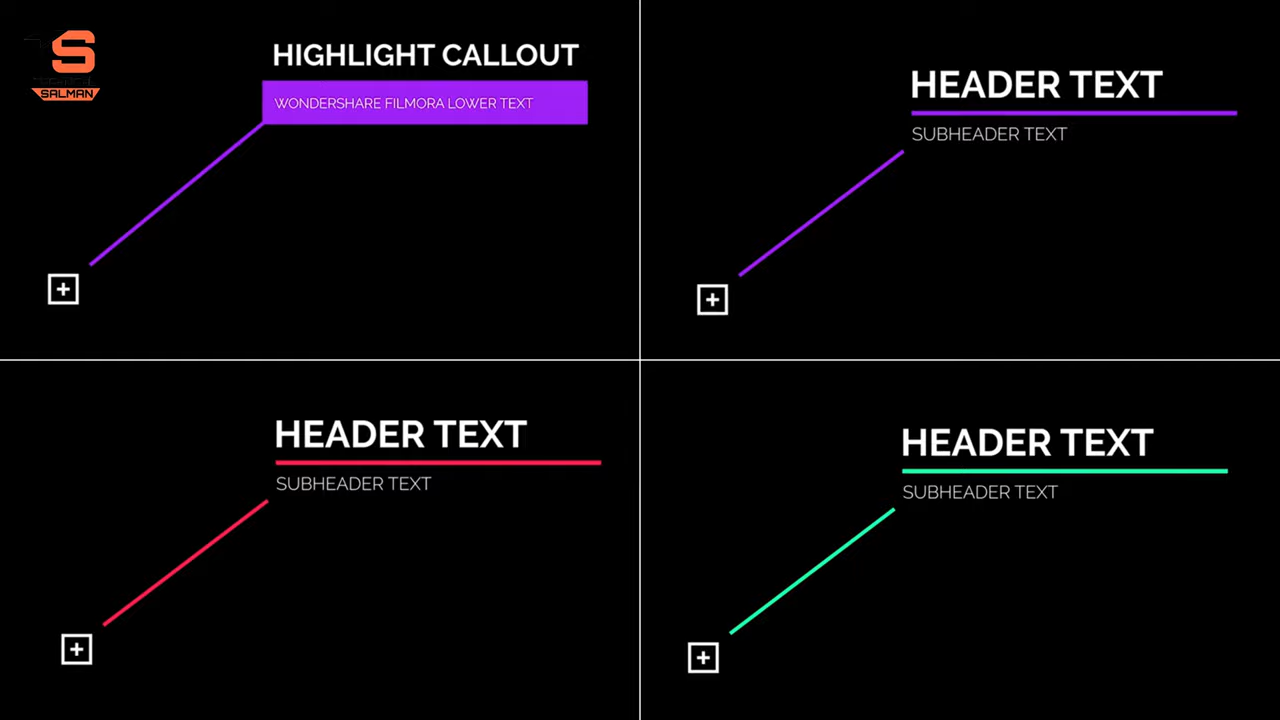 S
SALMAN
HIGHLIGHT CALLOUT
WONDERSHARE FILMORA LOWER TEXT
HEADER TEXT
SUBHEADER TEXT
HEADER TEXT
SUBHEADER TEXT
HEADER TEXT
SUBHEADER TEXT